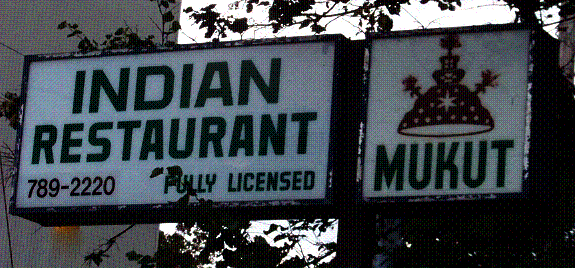 INDIAN
RESTAURANT
789-2220 FULLY LICENSED
MUKUT